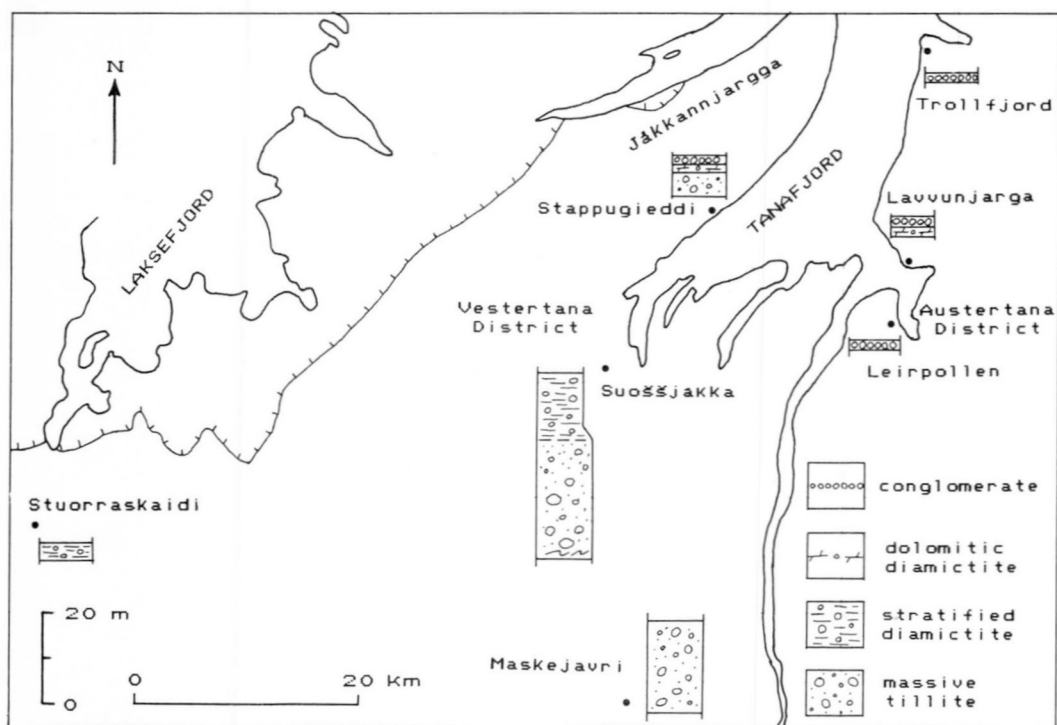 N
LAKSEFJORD
Jåkkannjargga
TANAFJORD
Trollfjord
Stappugieddi
Lavvunjarga
Vestertana
District
Austertana
District
Leirpollen
Suoššjåkka
Stuorraskaidi
Maskejavri
20 m
0
0
20 Km
conglomerate
dolomitic
diamictite
stratified
diamictite
massive
tillite